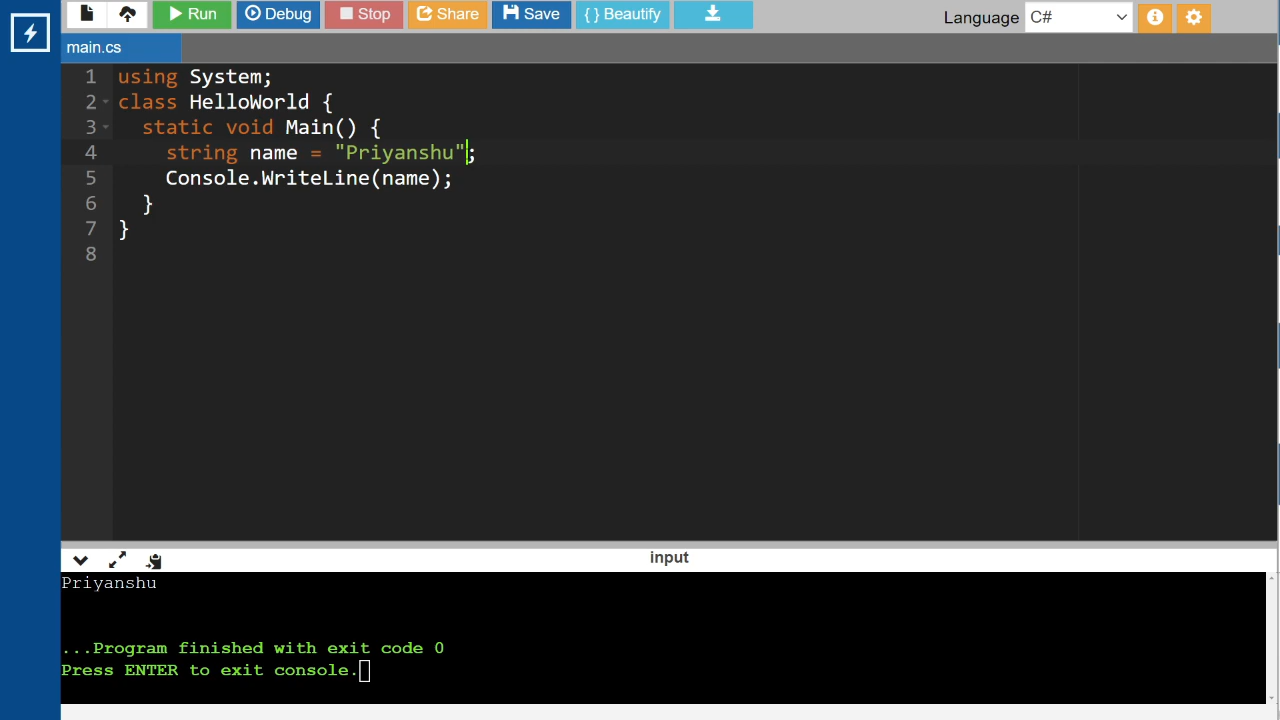 Run Debug Stop Share Save { } Beautify Language C#
main.cs
1 using System;
2 class HelloWorld {
3 static void Main() {
4 string name = "Priyanshu";
5 Console.WriteLine(name);
6 }
7 }
8
input
Priyanshu
...Program finished with exit code 0
Press ENTER to exit console.